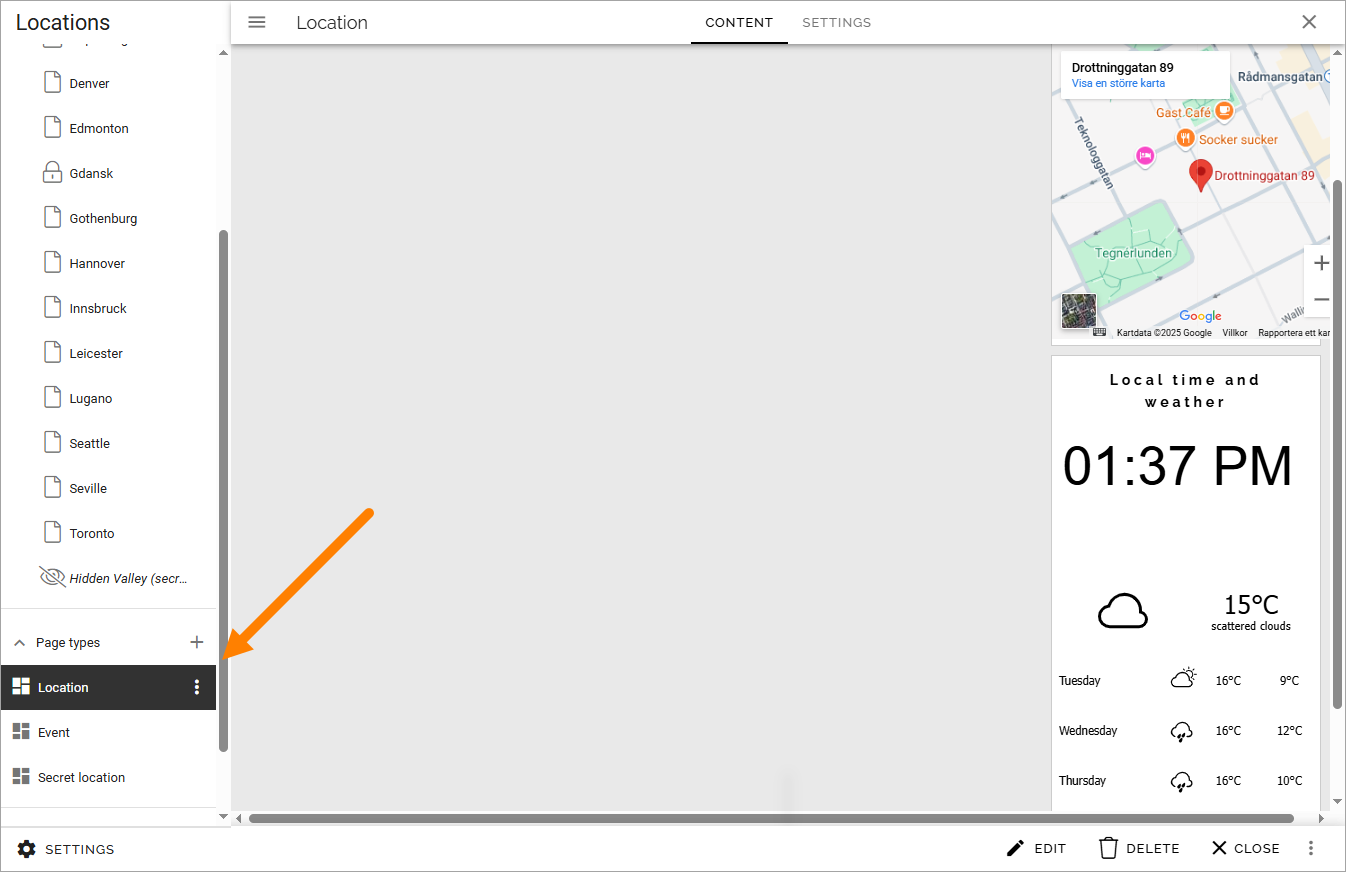 Locations
Location
CONTENT
SETTINGS
Denver
Edmonton
Gdansk
Gothenburg
Hannover
Innsbruck
Leicester
Lugano
Seattle
Seville
Toronto
Hidden Valley (secr...
Page types
Location
Event
Secret location
SETTINGS
Drottninggatan 89
Visa en större karta
Rådmansgatan
Gast Café
Socker sucker
Teknologgatan
Drottninggatan 89
Tegnérlunden
Wallin
Google
Kartdata ©2025 Google Villkor Rapportera ett kar
Local time and
weather
01:37 PM
15°C
scattered clouds
Tuesday 16°C 9°C
Wednesday 16°C 12°C
Thursday 16°C 10°C
EDIT
DELETE
CLOSE